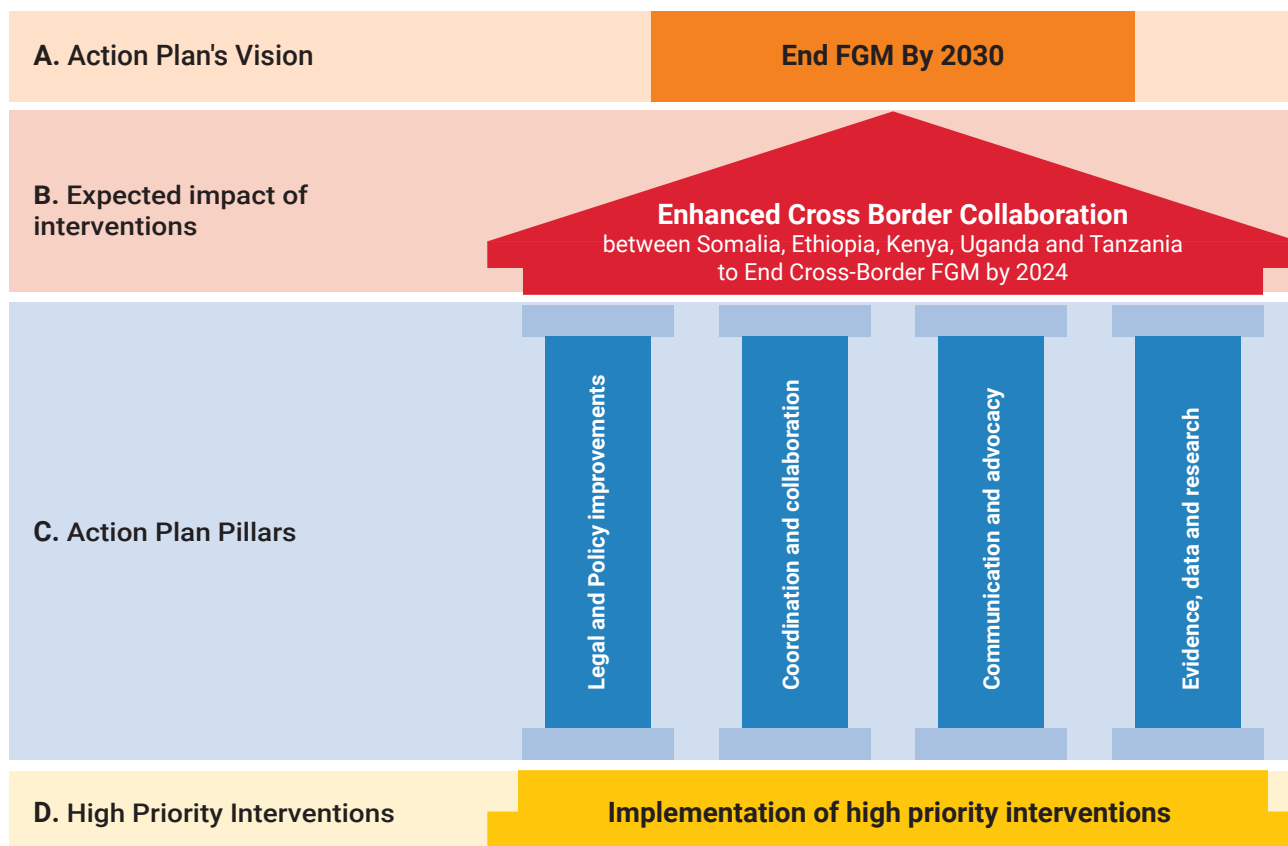 A. Action Plan's Vision
End FGM By 2030
B. Expected impact of
interventions
Enhanced Cross Border Collaboration
between Somalia, Ethiopia, Kenya, Uganda and Tanzania
to End Cross-Border FGM by 2024
C. Action Plan Pillars
Legal and Policy improvements
Coordination and collaboration
Communication and advocacy
Evidence, data and research
D. High Priority Interventions
Implementation of high priority interventions